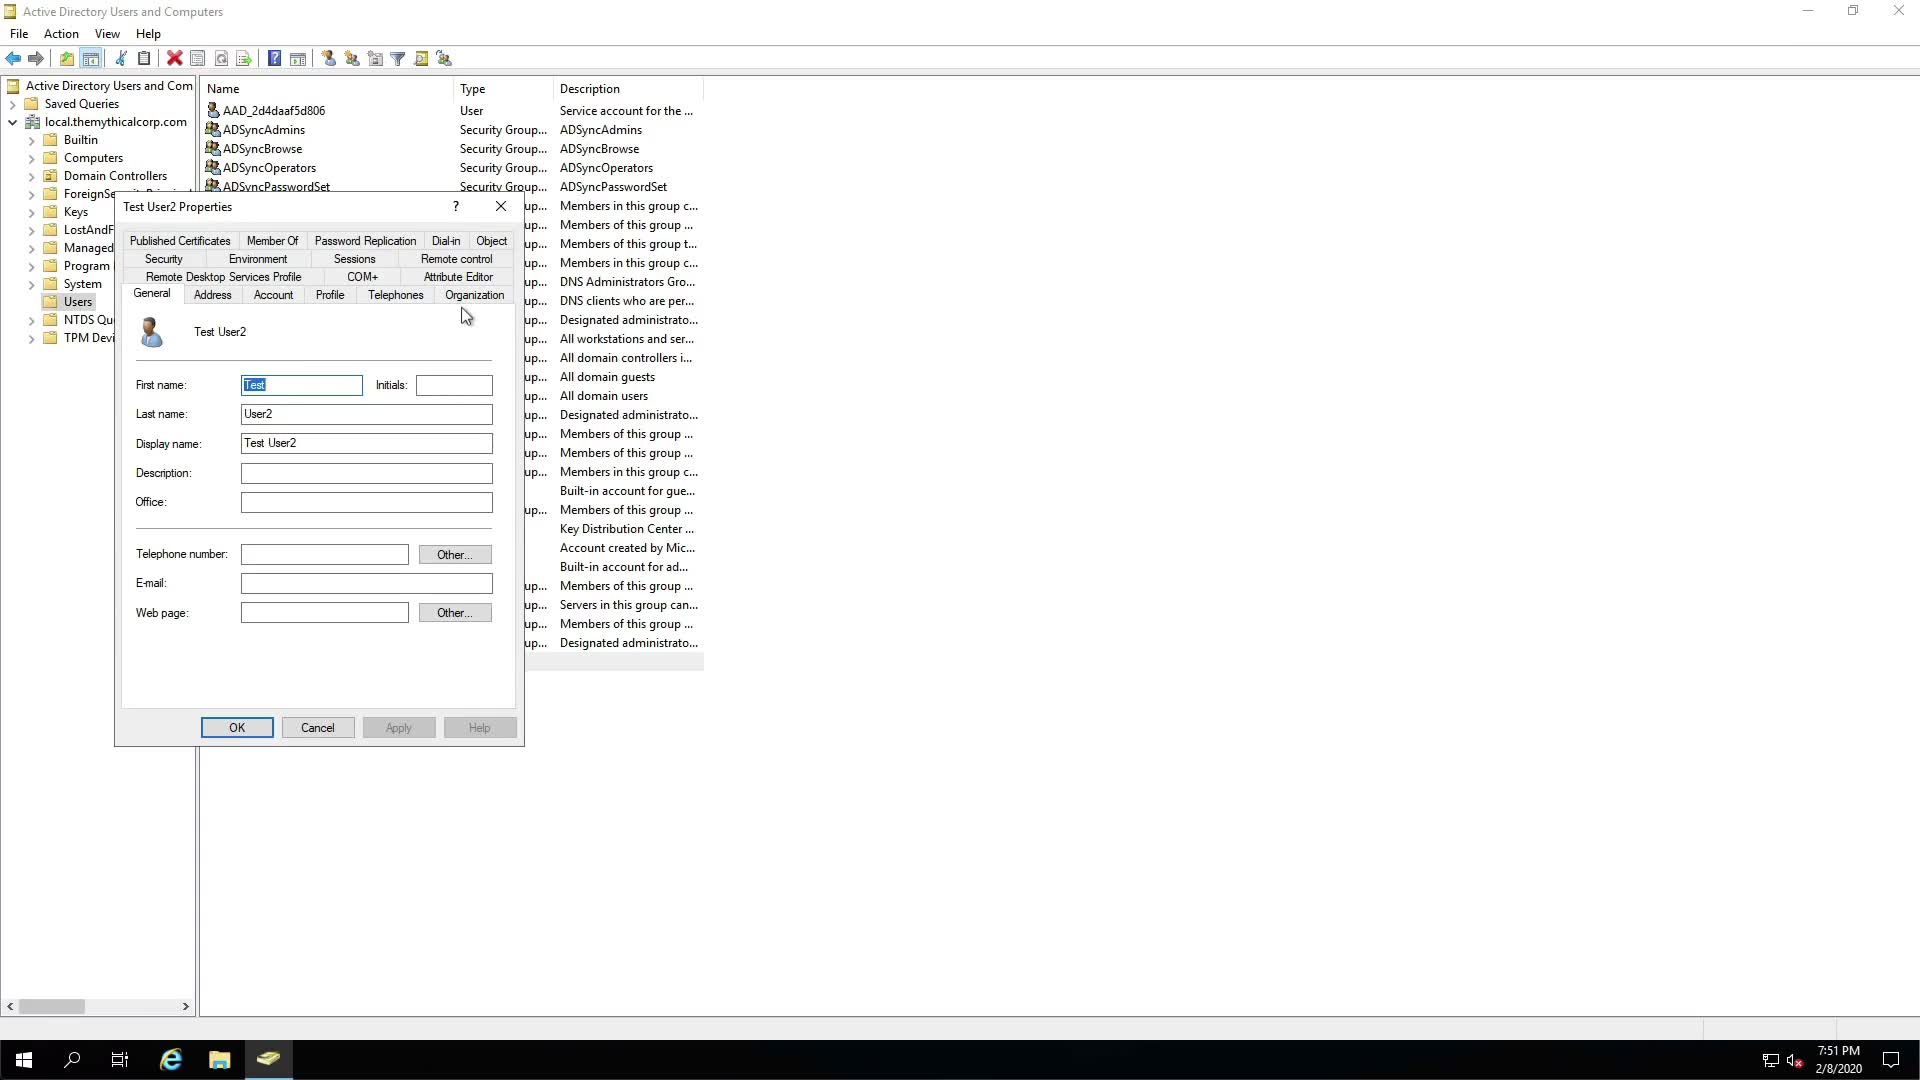 Active Directory Users and Computers
File Action View Help
Active Directory Users and Com
Saved Queries
local.themythicalcorp.com
Builtin
Computers
Domain Controllers
ForeignSe
Keys
LostAndF
Managed
Program
System
Users
NTDS Qu
TPM Devi
Name Type Description
AAD_2d4daaf5d806 User Service account for the ...
ADSyncAdmins Security Group... ADSyncAdmins
ADSyncBrowse Security Group... ADSyncBrowse
ADSyncOperators Security Group... ADSyncOperators
ADSyncPasswordSet Security Group... ADSyncPasswordSet
up... Members in this group c...
up... Members of this group ...
up... Members of this group t...
up... Members in this group c...
up... DNS Administrators Gro...
up... DNS clients who are per...
up... Designated administrato...
up... All workstations and ser...
up... All domain controllers i...
up... All domain guests
up... All domain users
up... Designated administrato...
up... Members of this group ...
up... Members of this group ...
up... Members in this group c...
Built-in account for gue...
up... Members of this group ...
Key Distribution Center ...
Account created by Mic...
Built-in account for ad...
up... Members of this group ...
up... Servers in this group can...
up... Members of this group ...
up... Designated administrato...
Test User2 Properties ?
Published Certificates Member Of Password Replication Dial-in Object
Security Environment Sessions Remote control
Remote Desktop Services Profile COM+ Attribute Editor
General Address Account Profile Telephones Organization
Test User2
First name: Test Initials:
Last name: User2
Display name: Test User2
Description:
Office:
Telephone number: Other...
E-mail:
Web page: Other...
OK Cancel Apply Help
7:51 PM
2/8/2020